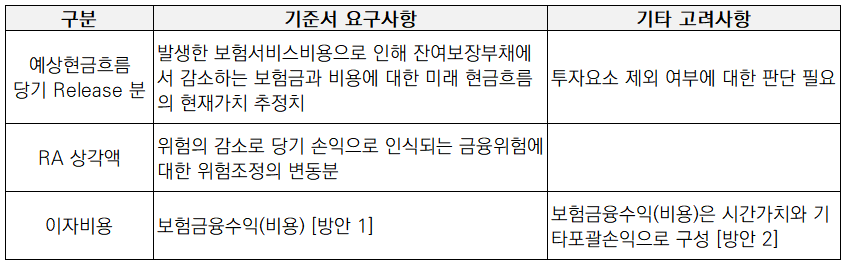 구분 기준서 요구사항 기타 고려사항
예상현금흐름
당기 Release 분
발생한 보험서비스비용으로 인해 잔여보장부채에
서 감소하는 보험금과 비용에 대한 미래 현금흐름
의 현재가치 추정치
투자요소 제외 여부에 대한 판단 필요
RA 상각액
위험의 감소로 당기 손익으로 인식되는 금융위험에
대한 위험조정의 변동분
이자비용
보험금융수익(비용) [방안 1]
보험금융수익(비용)은 시간가치와 기
타포괄손익으로 구성 [방안 2]